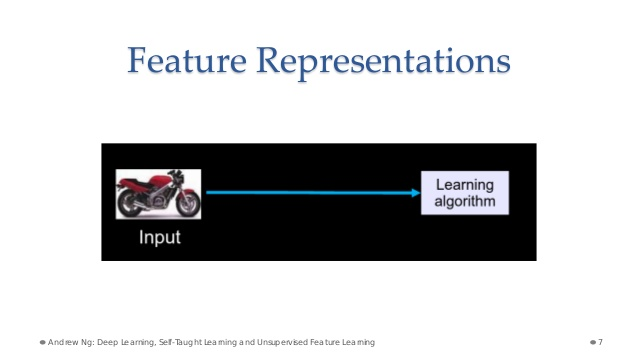 Feature Representations
Learning
algorithm
Input
Andrew Ng: Deep Learning, Self-Taught Learning and Unsupervised Feature Learning
7